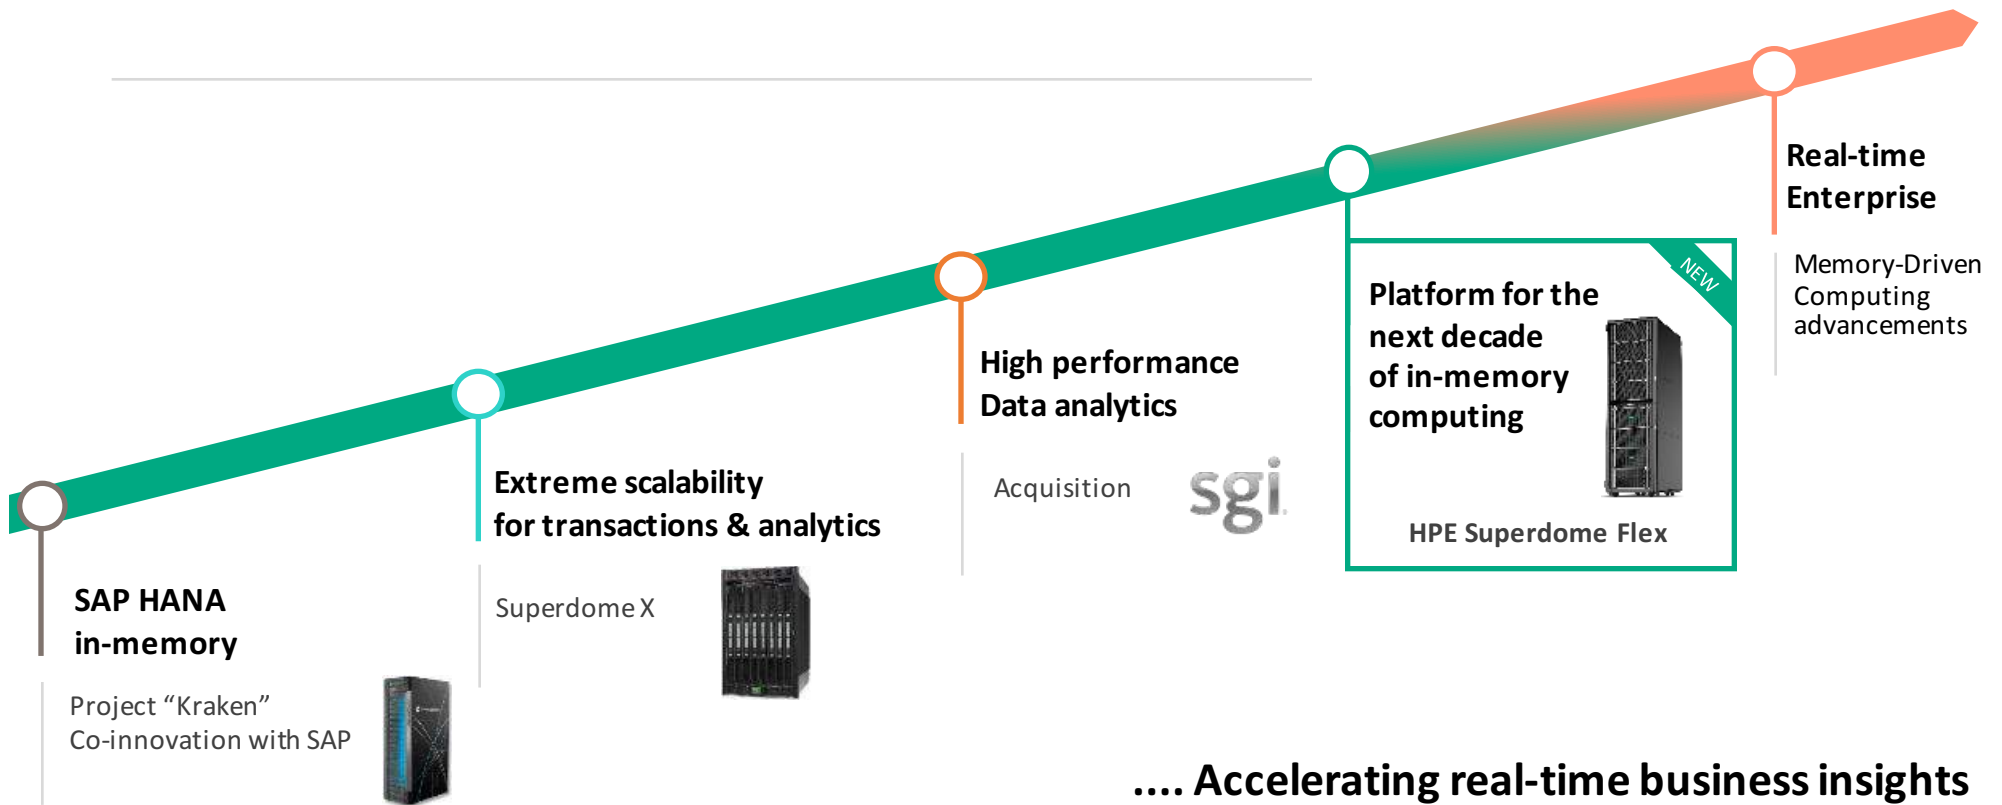 SAP HANA
in-memory
Project “Kraken”
Co-innovation with SAP
Extreme scalability
for transactions & analytics
Superdome X
High performance
Data analytics
Acquisition
sgi
NEW
Platform for the
next decade
of in-memory
computing
HPE Superdome Flex
Real-time
Enterprise
Memory-Driven
Computing
advancements
.... Accelerating real-time business insights